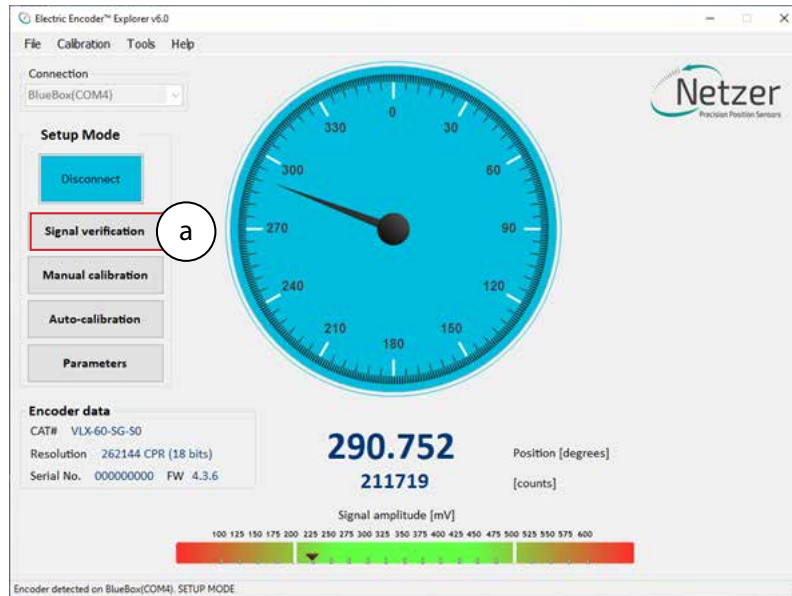 Electric Encoder™ Explorer v6.0
File Calibration Tools Help
Connection
BlueBox(COM4)
Netzer
Precision Position Sensors
Setup Mode
Disconnect
Signal verification
a
Manual calibration
Auto-calibration
Parameters
0
30
60
90
120
150
180
210
240
270
300
330
Encoder data
CAT# VLX-60-SG-S0
Resolution 262144 CPR (18 bits)
Serial No. 000000000 FW 4.3.6
290.752 Position [degrees]
211719 [counts]
Signal amplitude [mV]
100 125 150 175 200 225 250 275 300 325 350 375 400 425 450 475 500 525 550 575 600
Encoder detected on BlueBox(COM4). SETUP MODE